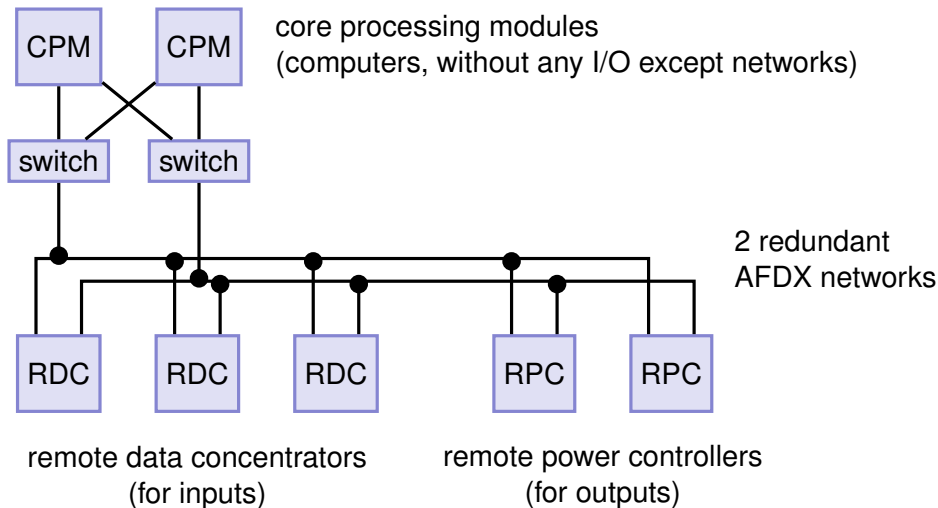 CPM CPM
core processing modules
(computers, without any I/O except networks)
switch switch
2 redundant
AFDX networks
RDC RDC RDC RPC RPC
remote data concentrators
(for inputs)
remote power controllers
(for outputs)